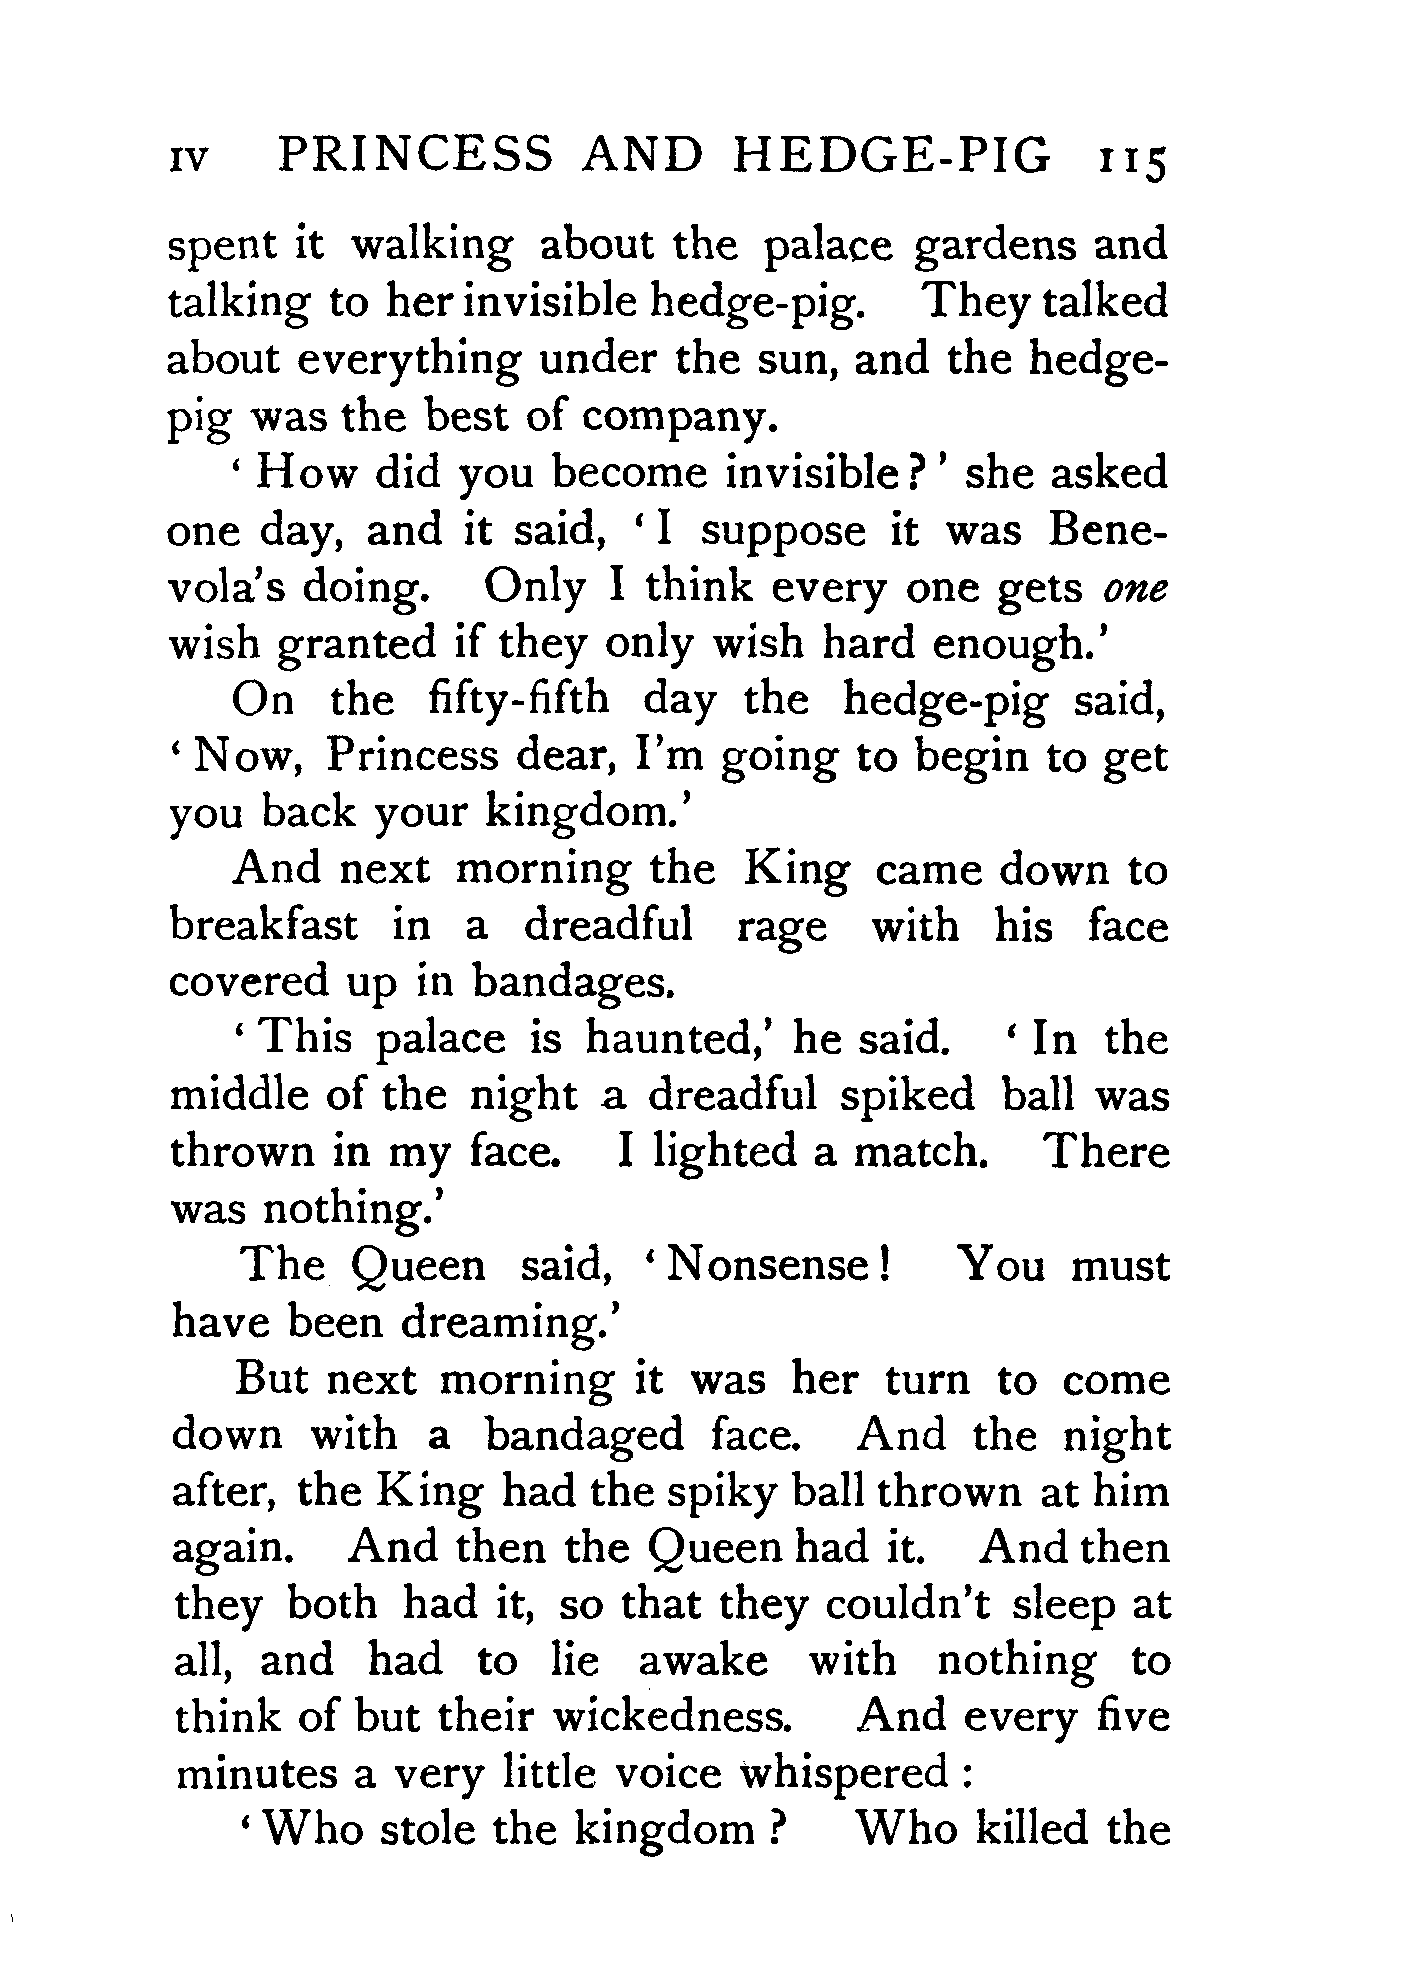 IV PRINCESS AND HEDGE-PIG 115
spent it walking about the palace gardens and
talking to her invisible hedge-pig. They talked
about everything under the sun, and the hedge-
pig was the best of company.
‘How did you become invisible?’ she asked
one day, and it said, ‘I suppose it was Bene-
vola's doing. Only I think every one gets one
wish granted if they only wish hard enough.’
On the fifty-fifth day the hedge-pig said,
‘Now, Princess dear, I'm going to begin to get
you back your kingdom.’
And next morning the King came down to
breakfast in a dreadful rage with his face
covered up in bandages.
‘This palace is haunted,’ he said. ‘In the
middle of the night a dreadful spiked ball was
thrown in my face. I lighted a match. There
was nothing.’
The Queen said, ‘Nonsense! You must
have been dreaming.’
But next morning it was her turn to come
down with a bandaged face. And the night
after, the King had the spiky ball thrown at him
again. And then the Queen had it. And then
they both had it, so that they couldn't sleep at
all, and had to lie awake with nothing to
think of but their wickedness. And every five
minutes a very little voice whispered:
‘Who stole the kingdom? Who killed the